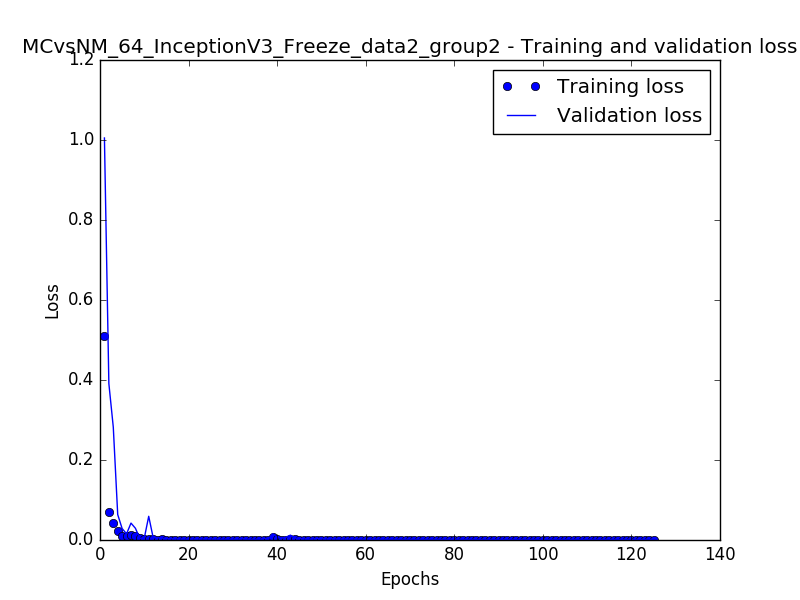 MCvsNM_64_InceptionV3_Freeze_data2_group2 - Training and validation loss
1.2
1.0
0.8
0.6
0.4
0.2
0.0
Loss
Training loss
Validation loss
0 20 40 60 80 100 120 140
Epochs